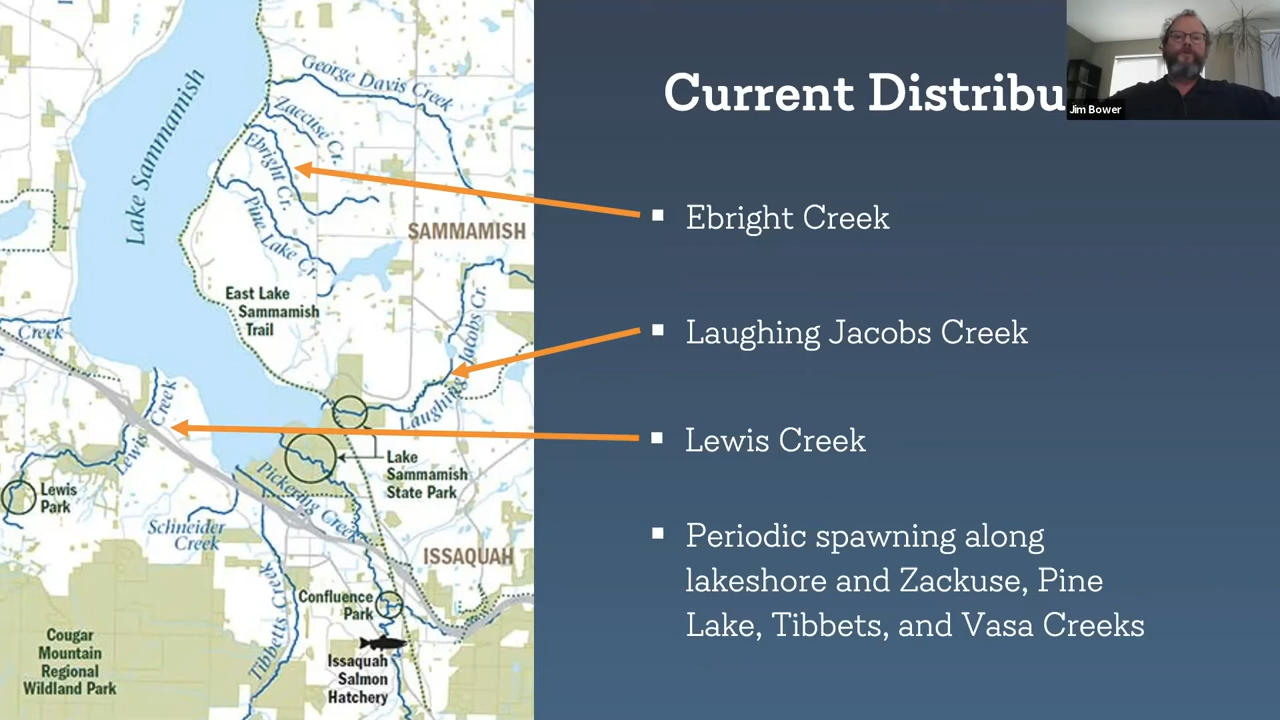 Current Distribu
Jim Bower
Ebright Creek
Laughing Jacobs Creek
Lewis Creek
Periodic spawning along
lakeshore and Zackuse, Pine
Lake, Tibbets, and Vasa Creeks
Lake Sammamish
George Davis Creek
Zaccuse Cr.
Ebright Cr.
Pine Lake Cr.
SAMMAMISH
East Lake
Sammamish
Trail
Creek
Laughing Jacobs Cr.
Lewis Creek
Lewis
Park
Lake
Sammamish
State Park
Pickering Creek
Schneider
Creek
ISSAQUAH
Confluence
Park
Tibbetts Creek
Issaquah
Salmon
Hatchery
Cougar
Mountain
Regional
Wildland Park